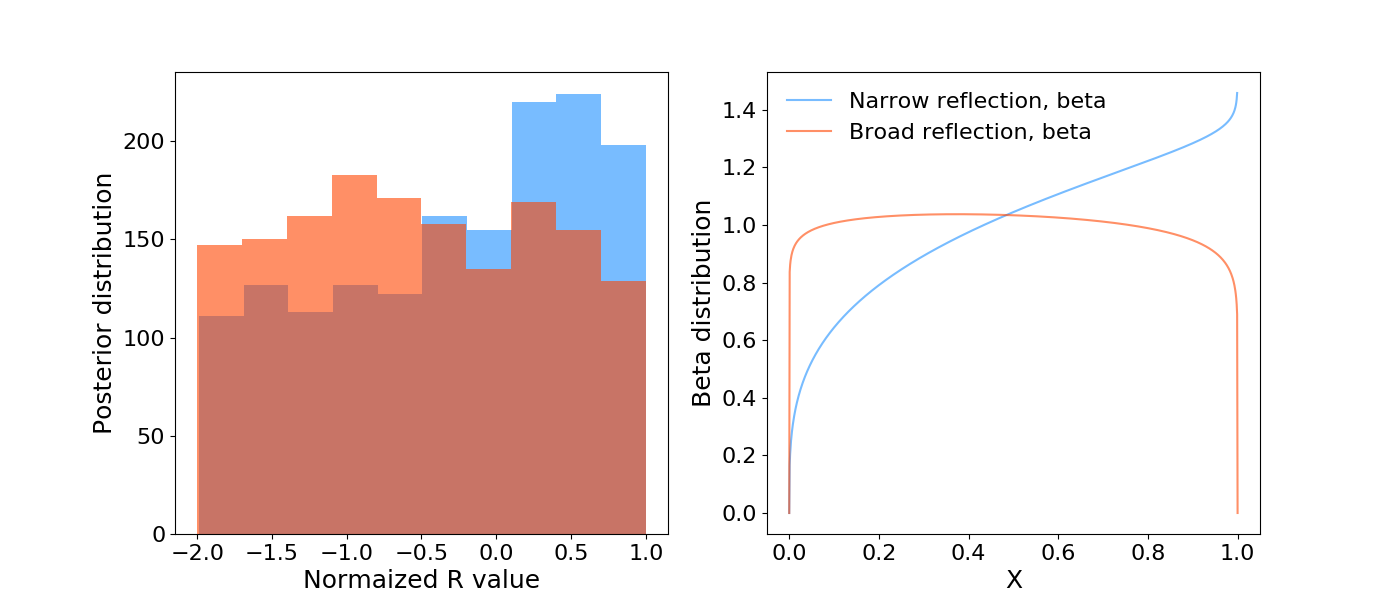 Posterior distribution
200
150
100
50
0
−2.0 −1.5 −1.0 −0.5 0.0 0.5 1.0
Normaized R value
Beta distribution
1.4
1.2
1.0
0.8
0.6
0.4
0.2
0.0
Narrow reflection, beta
Broad reflection, beta
0.0 0.2 0.4 0.6 0.8 1.0
X